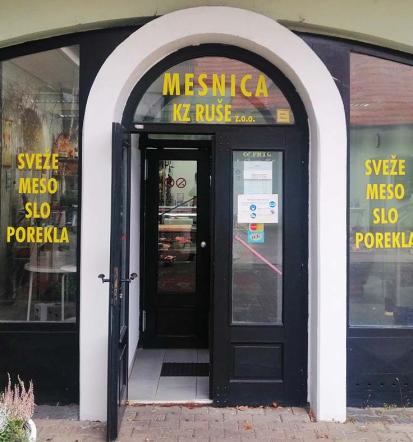 MESNICA
KZ RUŠE z.o.o.
SVEŽE
MESO
SLO
POREKLA
SVEŽE
MESO
SLO
POREKLA